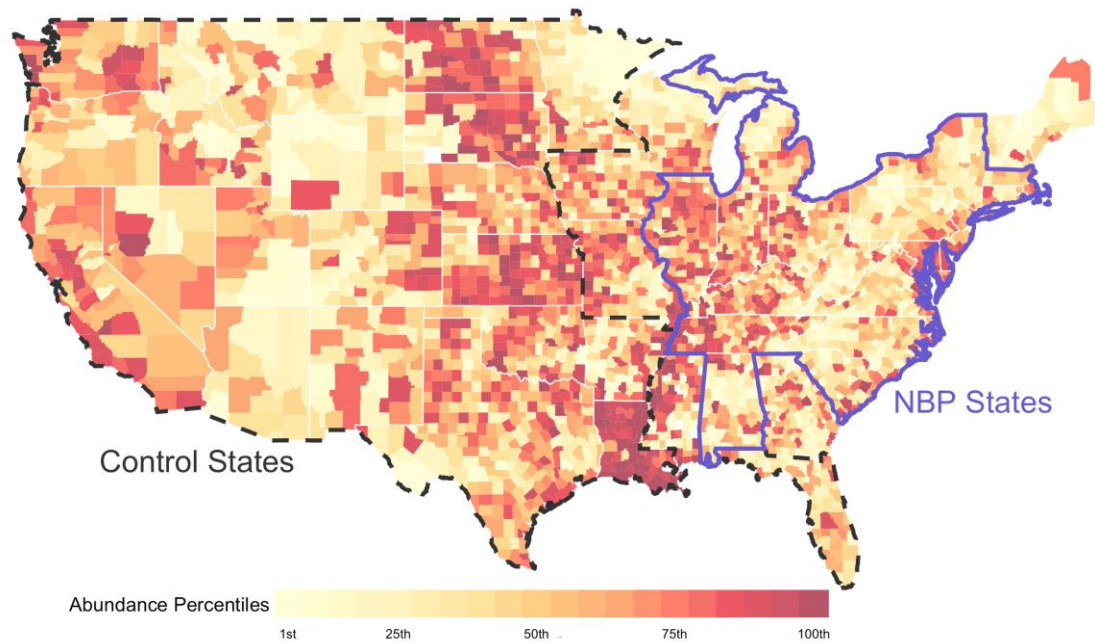 NBP States
Control States
Abundance Percentiles
1st 25th 50th 75th 100th